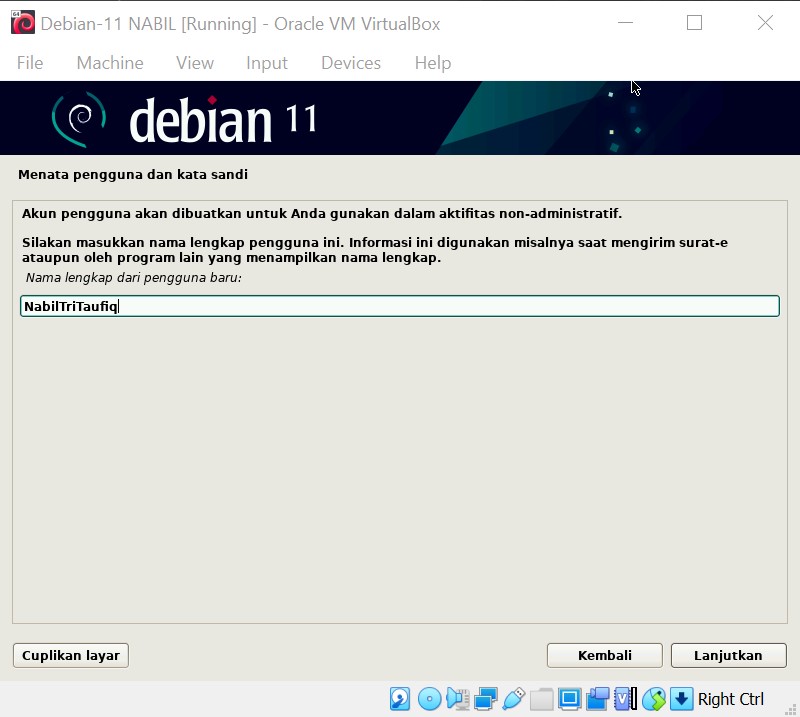 Debian-11 NABIL [Running] - Oracle VM VirtualBox
File Machine View Input Devices Help
debian 11
Menata pengguna dan kata sandi
Akun pengguna akan dibuatkan untuk Anda gunakan dalam aktifitas non-administratif.
Silakan masukkan nama lengkap pengguna ini. Informasi ini digunakan misalnya saat mengirim surat-e
ataupun oleh program lain yang menampilkan nama lengkap.
Nama lengkap dari pengguna baru:
NabilTriTaufiq
Cuplikan layar Kembali Lanjutkan
Right Ctrl